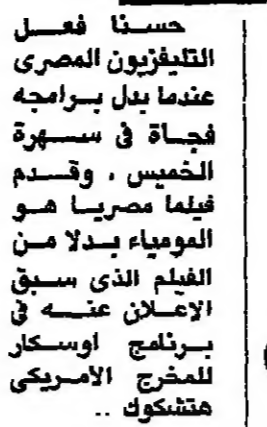 حسنا فعل
التليفزيون المصرى
عندما بدل برامجه
فجاة فى سهرة
الخميس ، وقدم
فيلما مصريا هو
المومياء بدلا من
الفيلم الذى سبق
الاعلان عنه فى
برنامج اوسكار
للمخرج الامريكى
هتشكوك ..